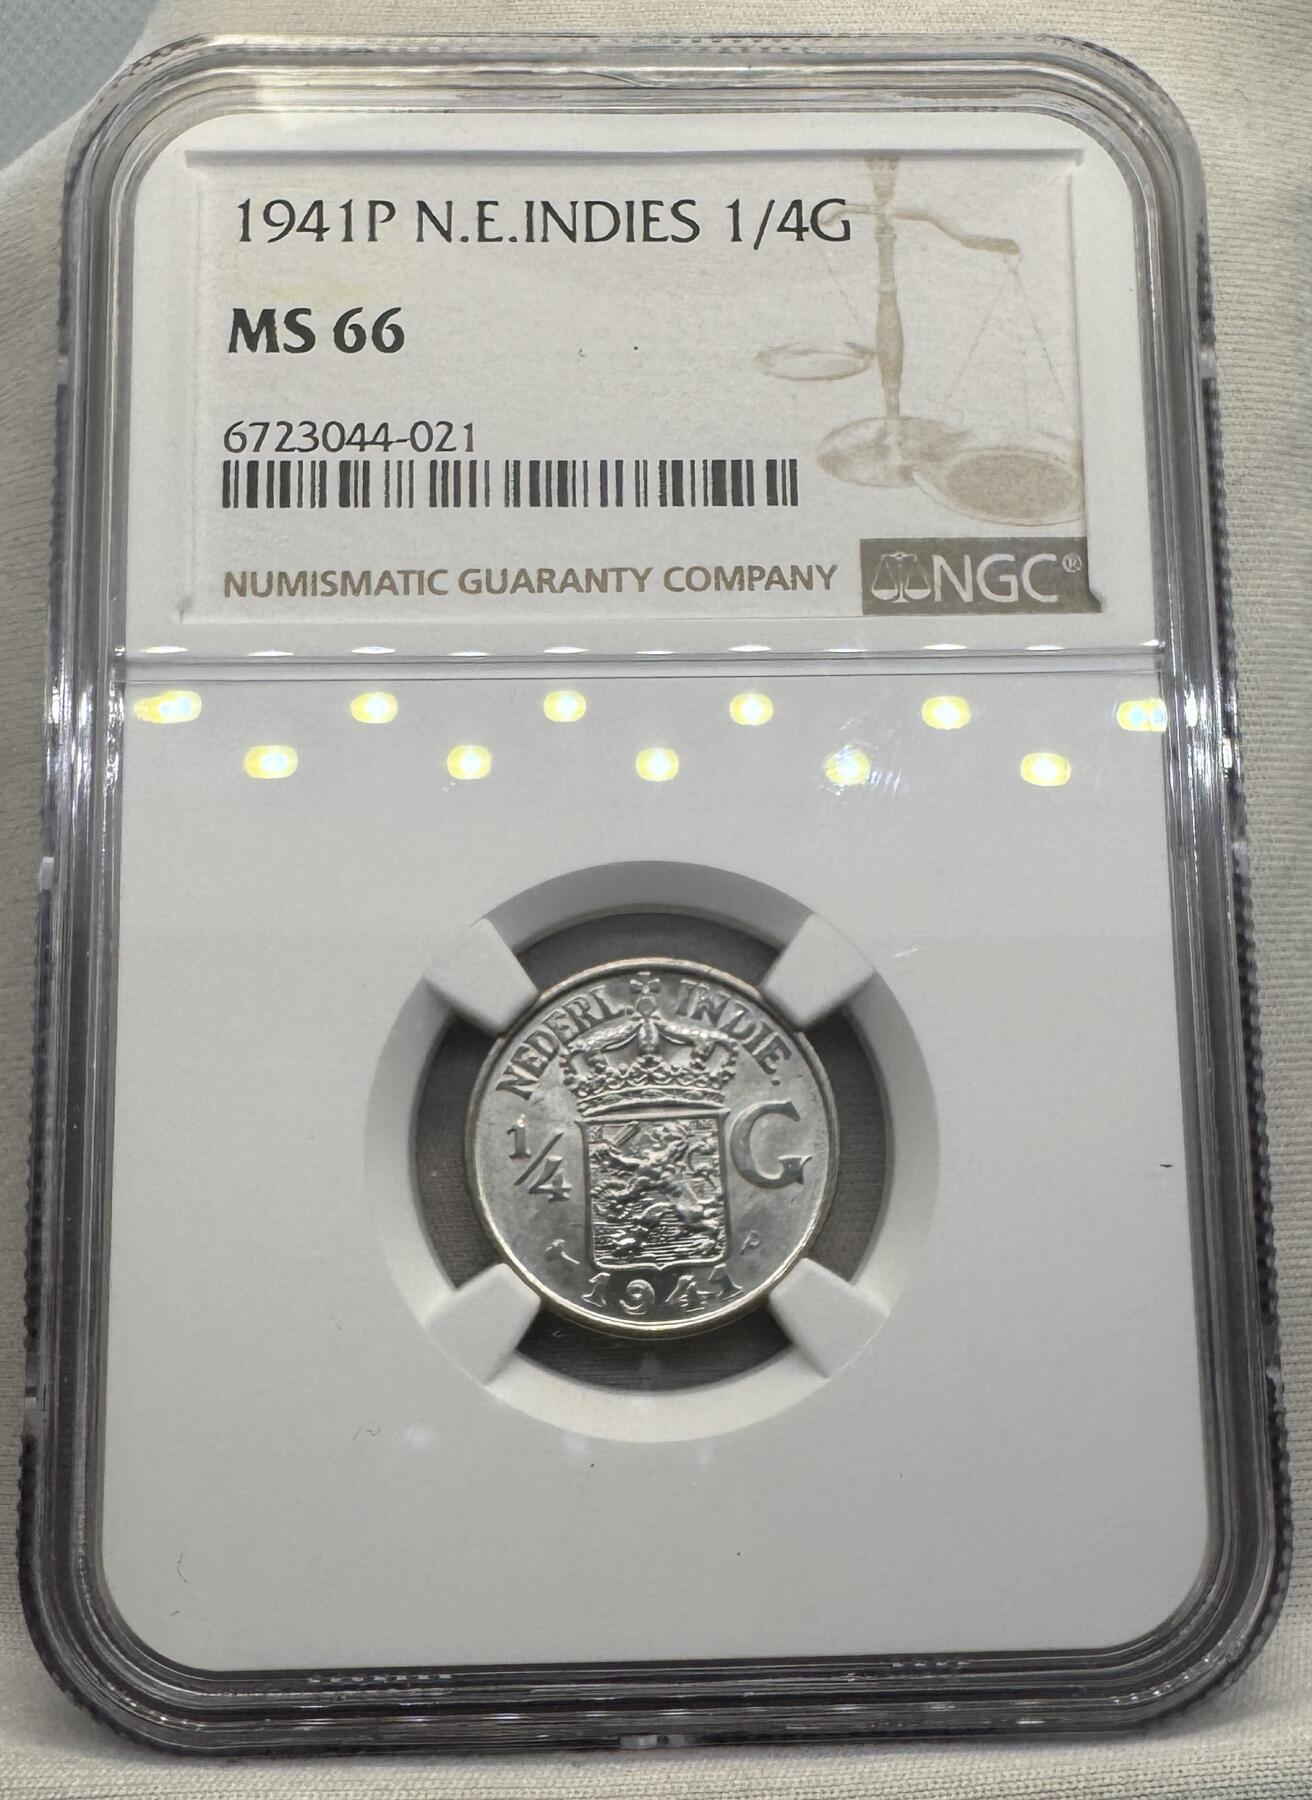 1941P N.E.INDIES 1/4G
MS 66
6723044-021
NUMISMATIC GUARANTY COMPANY
NGC®
NEDERL. INDIE.
1/4 G
P
1941